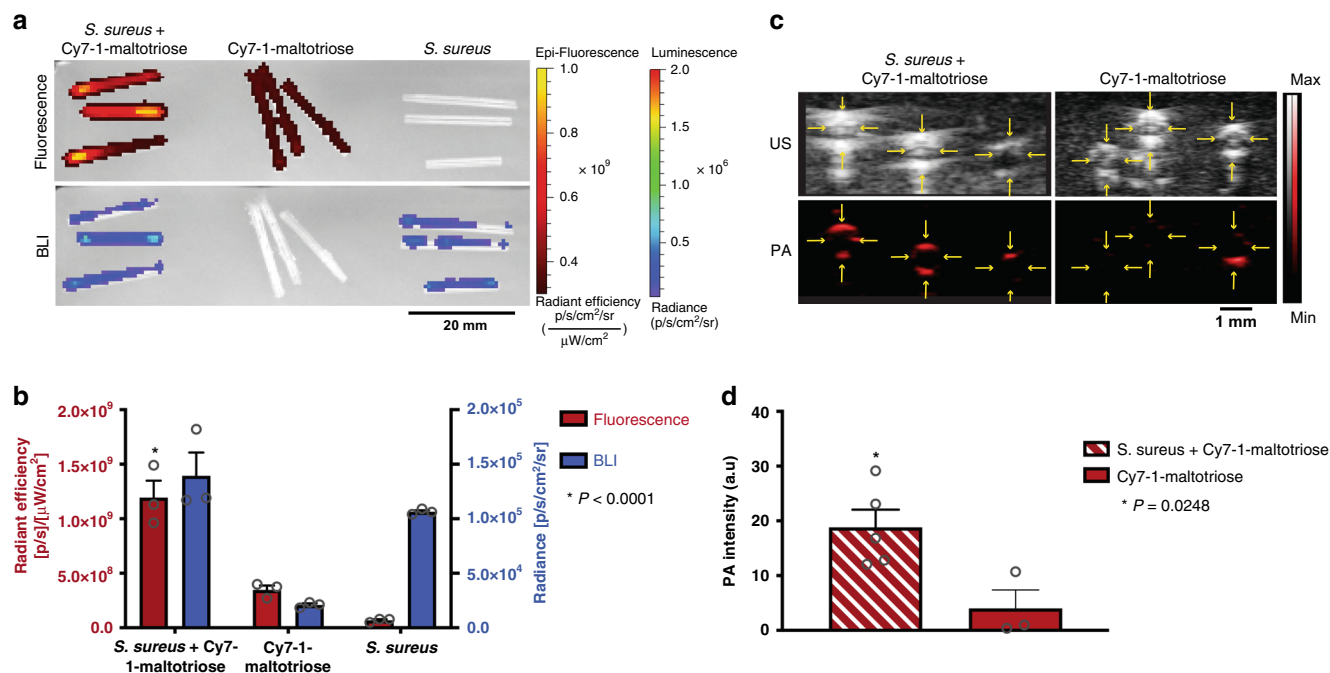 a
S. sureus +
Cy7-1-maltotriose
Cy7-1-maltotriose
S. sureus
Fluorescence
BLI
Epi-Fluorescence
1.0
0.8
× 10⁹
0.6
0.4
Radiant efficiency
( p/s/cm²/sr / μW/cm² )
Luminescence
2.0
1.5
× 10⁶
1.0
0.5
Radiance
(p/s/cm²/sr)
20 mm
c
S. sureus +
Cy7-1-maltotriose
Cy7-1-maltotriose
US
PA
Max
Min
1 mm
b
Radiant efficiency
[p/s]/[μW/cm²]
2.0×10⁹
1.5×10⁹
1.0×10⁹
5.0×10⁸
0.0
*
2.0×10⁵
1.5×10⁵
1.0×10⁵
5.0×10⁴
0.0
Radiance [p/s/cm²/sr]
Fluorescence
BLI
* P < 0.0001
S. sureus + Cy7-
1-maltotriose
Cy7-1-
maltotriose
S. sureus
d
PA intensity (a.u)
40
30
20
10
0
*
S. sureus + Cy7-1-maltotriose
Cy7-1-maltotriose
* P = 0.0248